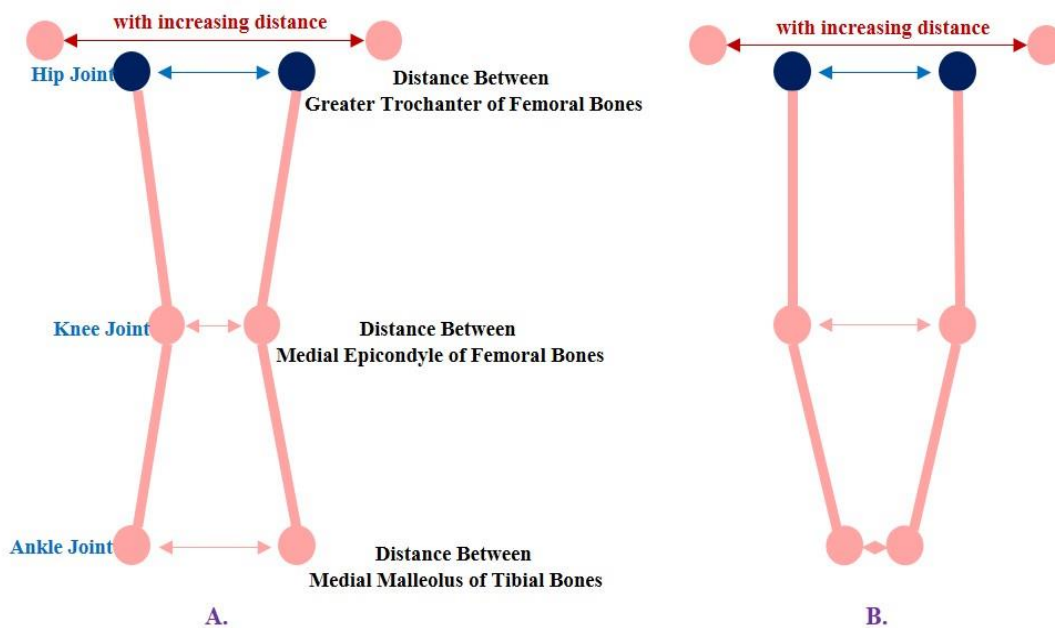 with increasing distance
with increasing distance
Hip Joint
Distance Between
Greater Trochanter of Femoral Bones
Knee Joint
Distance Between
Medial Epicondyle of Femoral Bones
Ankle Joint
Distance Between
Medial Malleolus of Tibial Bones
A.
B.